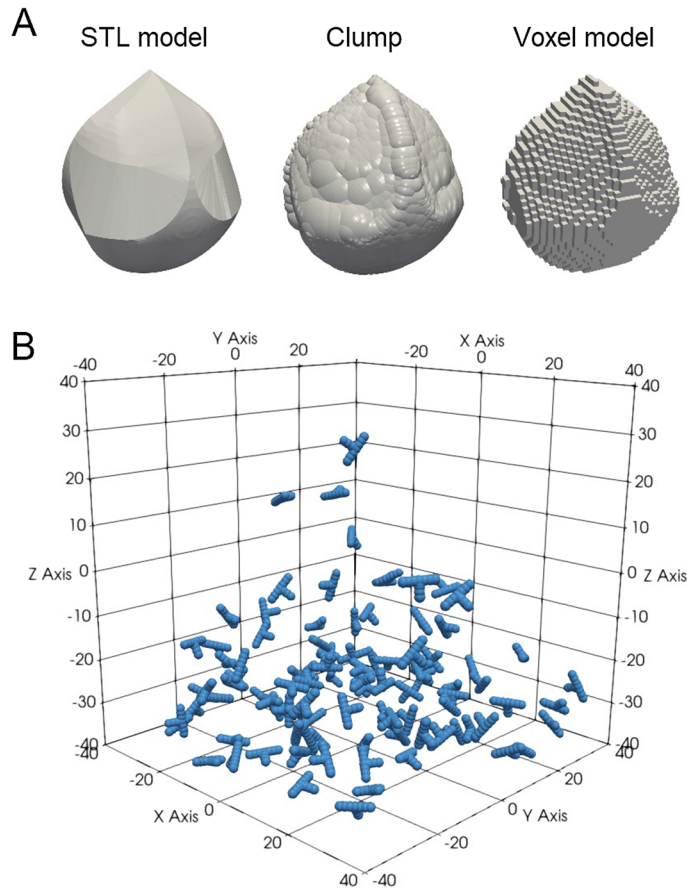 A
STL model Clump Voxel model
B
Y Axis X Axis
-40 -20 0 20 -20 0 20 40
40 40
30 30
20 20
10 10
Z Axis 0 0 Z Axis
-10 -10
-20 -20
-30 -30
-40 -40
-40 40
-20 20
X Axis 0 0 Y Axis
20 -20
40 -40